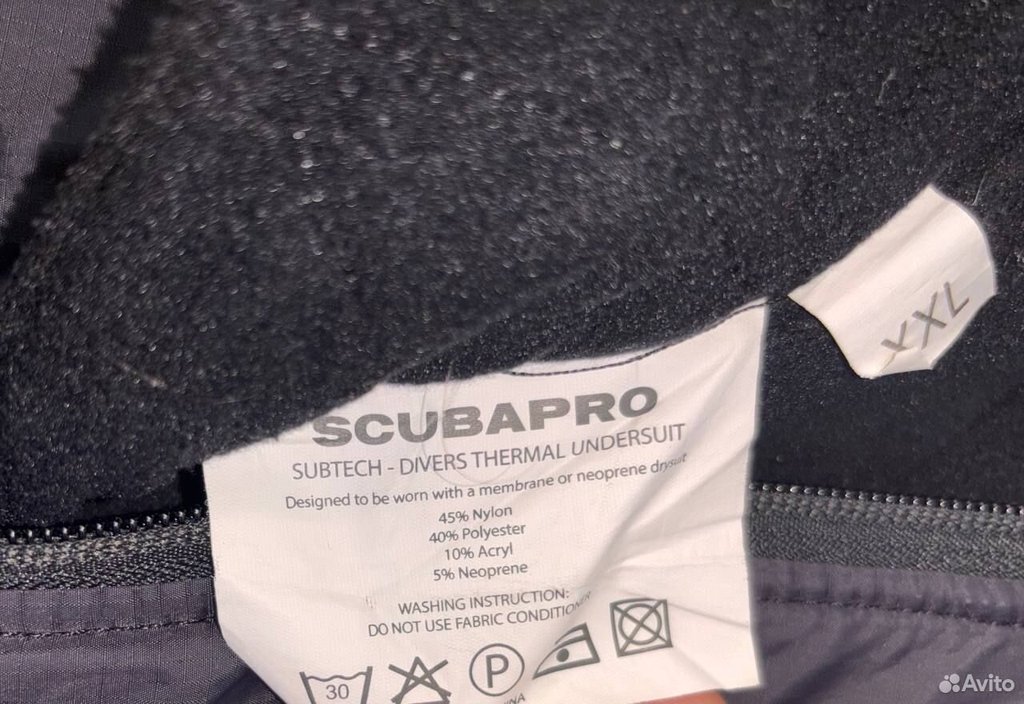 XXL
SCUBAPRO
SUBTECH - DIVERS THERMAL UNDERSUIT
Designed to be worn with a membrane or neoprene drysuit
45% Nylon
40% Polyester
10% Acryl
5% Neoprene
WASHING INSTRUCTION:
DO NOT USE FABRIC CONDITIONER
30
P
Avito